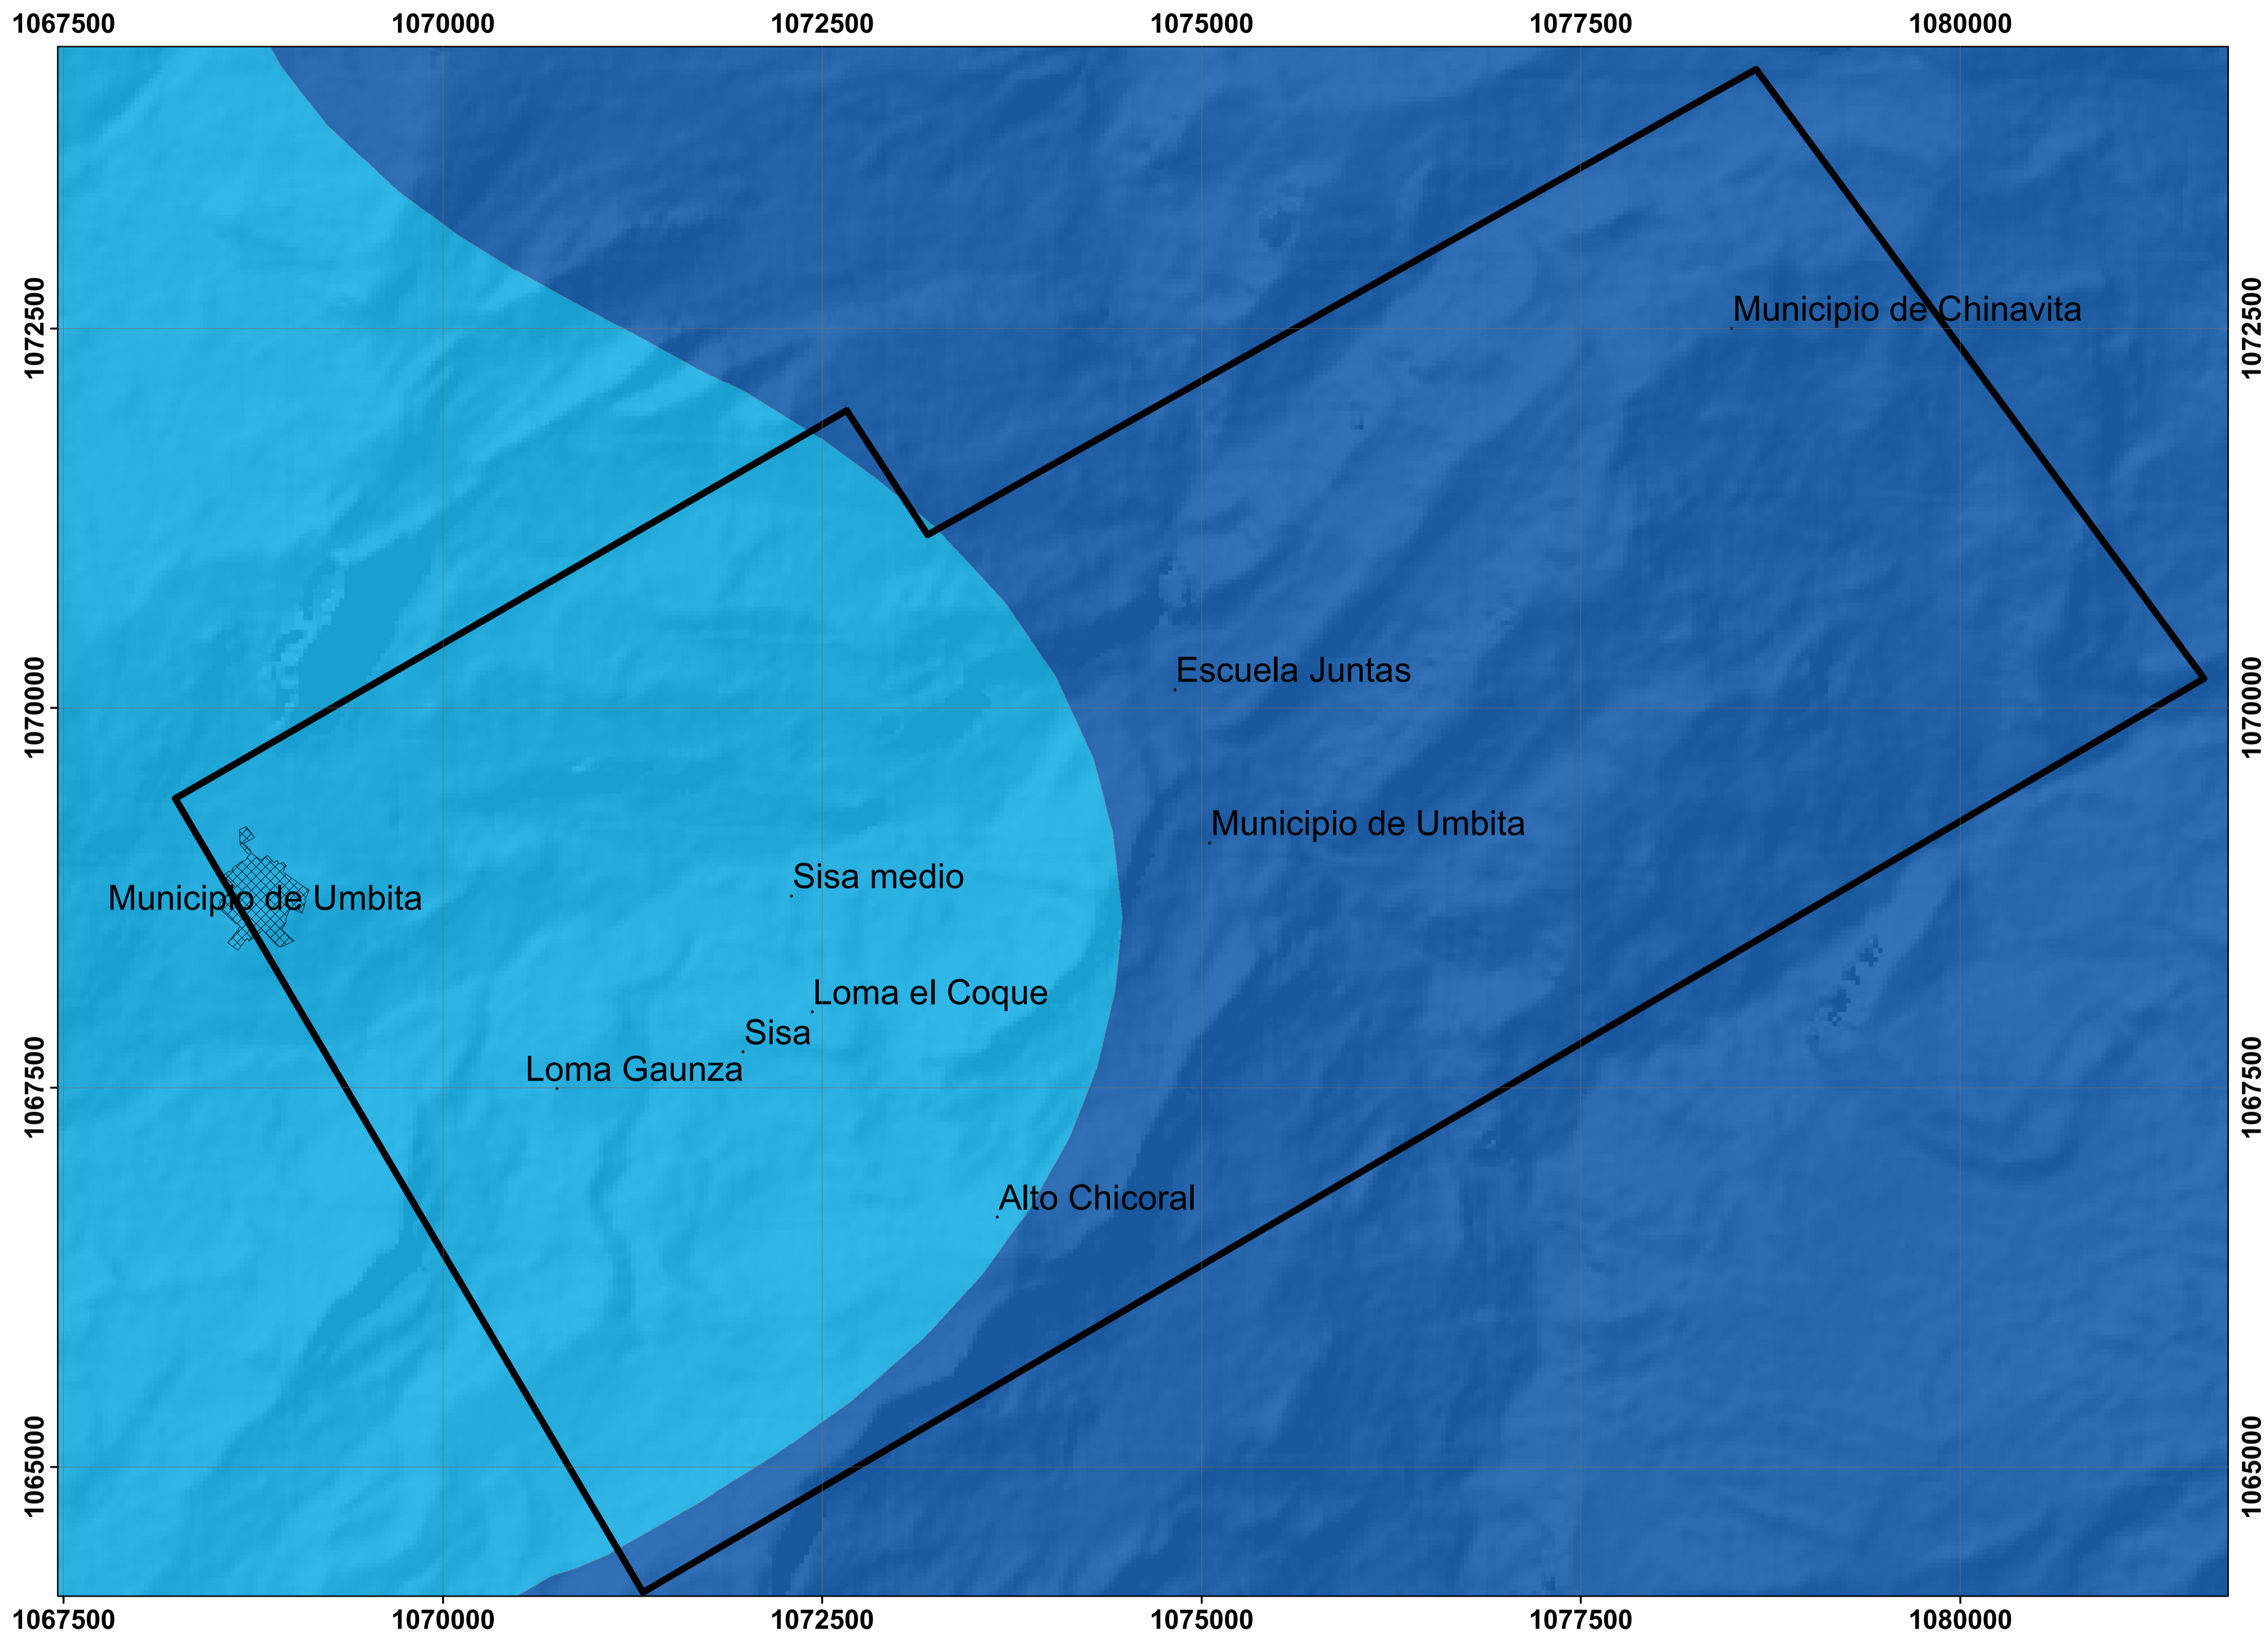 1067500 1070000 1072500 1075000 1077500 1080000
1072500
1072500
Municipio de Chinavita
Escuela Juntas
1070000
1070000
Municipio de Umbita
Sisa medio
Municipio de Umbita
Loma el Coque
Sisa
Loma Gaunza
1067500
1067500
Alto Chicoral
1065000
1065000
1067500 1070000 1072500 1075000 1077500 1080000